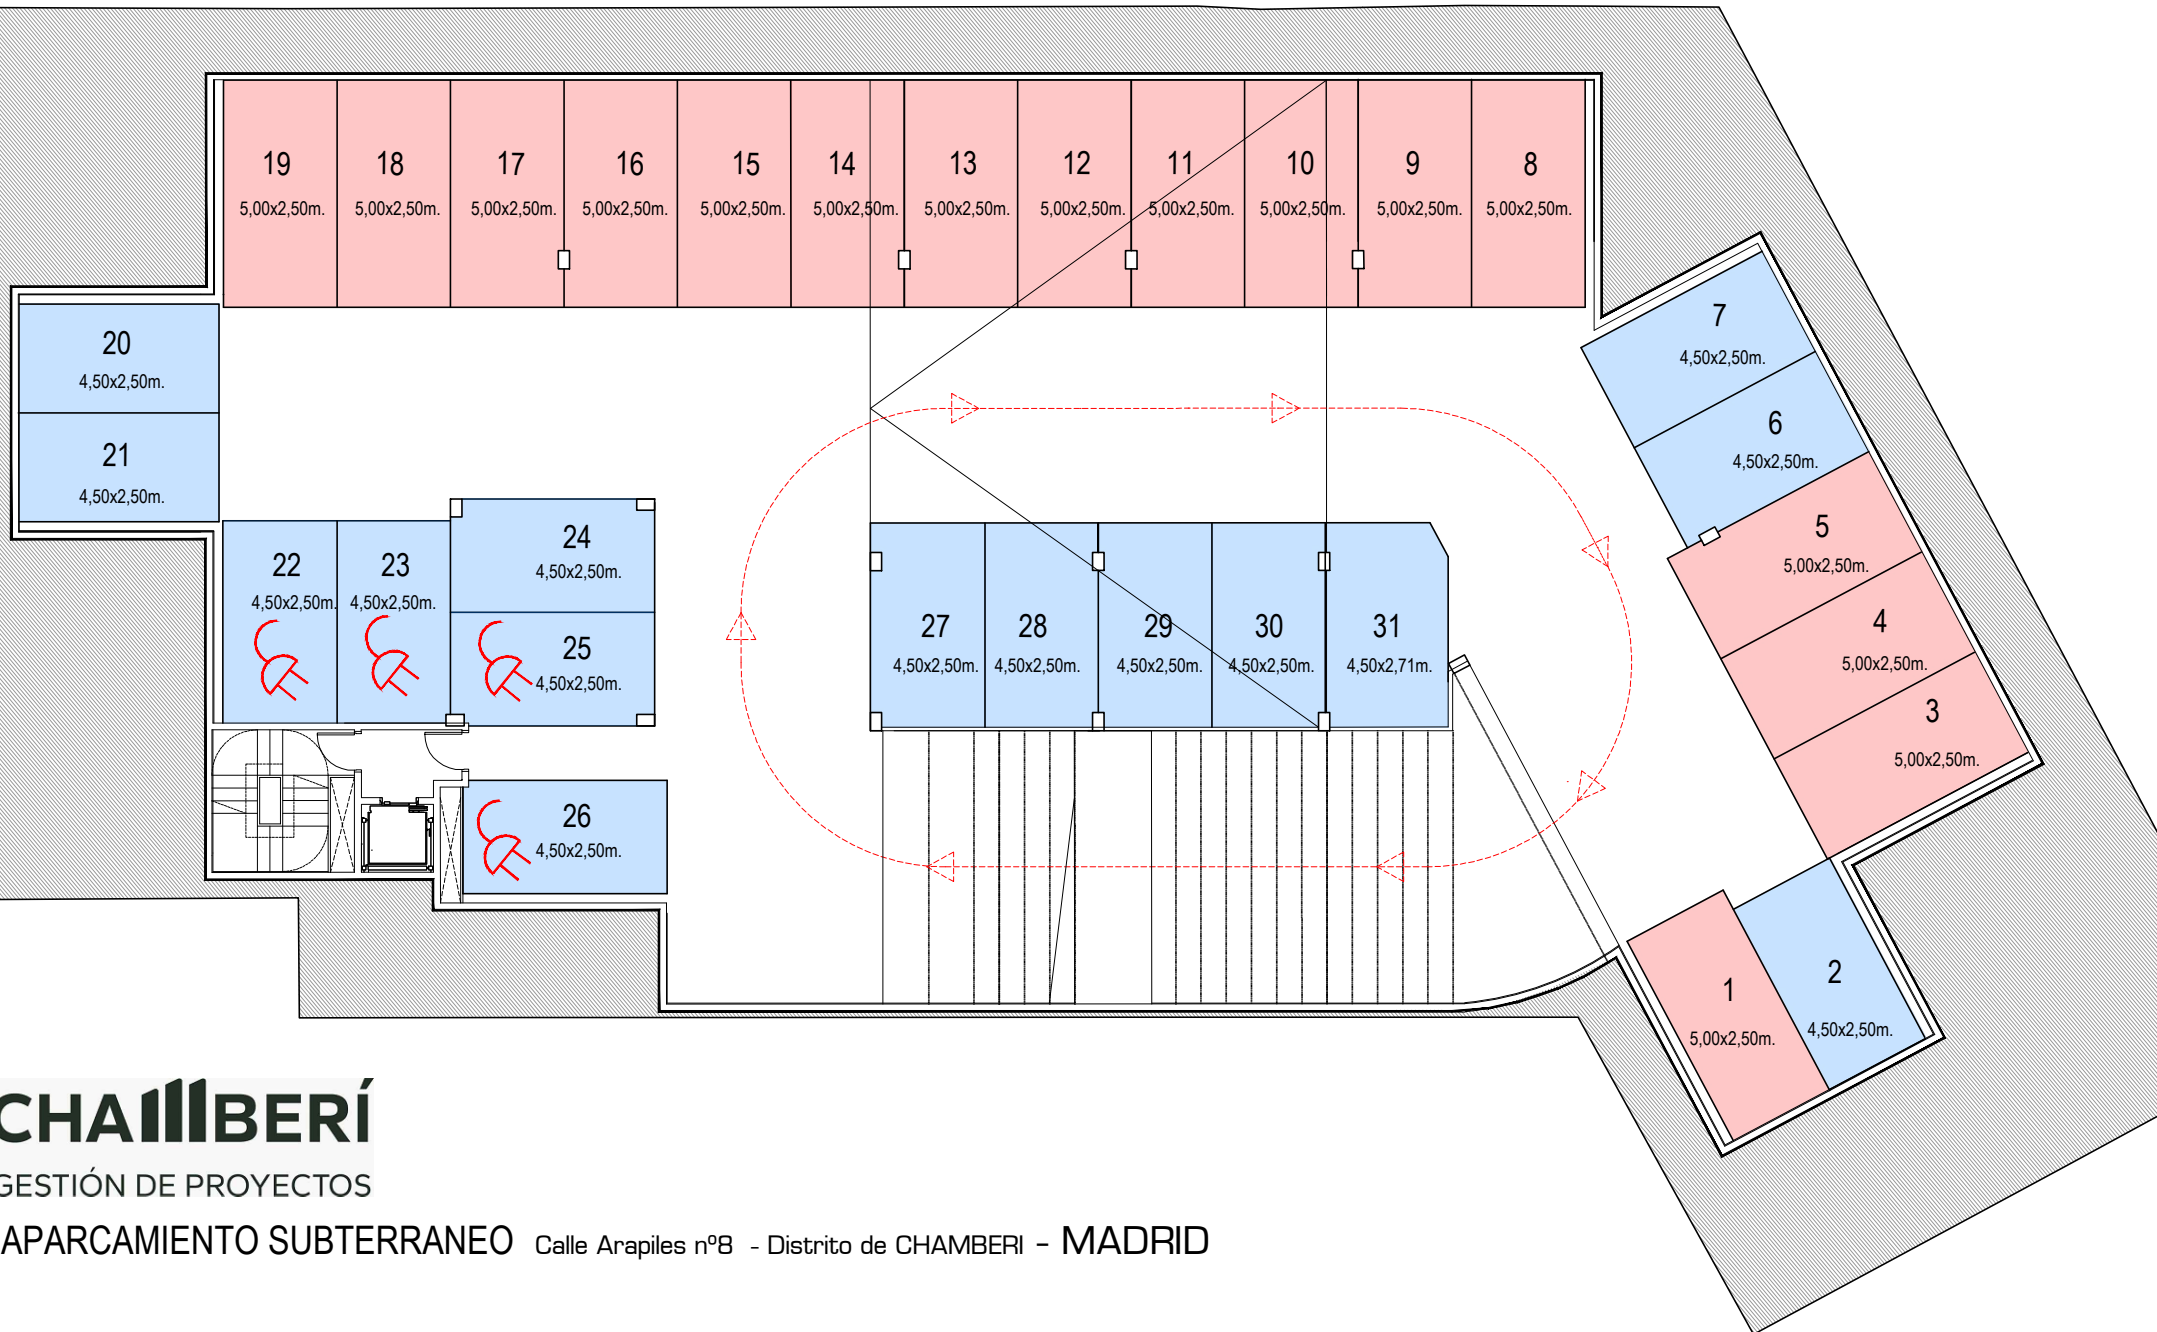 19 18 17 16 15 14 13 12 11 10 9 8
5,00x2,50m. 5,00x2,50m. 5,00x2,50m. 5,00x2,50m. 5,00x2,50m. 5,00x2,50m. 5,00x2,50m. 5,00x2,50m. 5,00x2,50m. 5,00x2,50m. 5,00x2,50m. 5,00x2,50m.
7
4,50x2,50m.
20
4,50x2,50m.
6
4,50x2,50m.
21
4,50x2,50m.
5
5,00x2,50m.
24
4,50x2,50m.
22 23
4,50x2,50m. 4,50x2,50m.
25
4,50x2,50m.
27 28 29 30 31
4,50x2,50m. 4,50x2,50m. 4,50x2,50m. 4,50x2,50m. 4,50x2,71m.
4
5,00x2,50m.
3
5,00x2,50m.
26
4,50x2,50m.
1
5,00x2,50m.
2
4,50x2,50m.
CHAMBERÍ
GESTIÓN DE PROYECTOS
APARCAMIENTO SUBTERRANEO Calle Arapiles nº8 - Distrito de CHAMBERI - MADRID